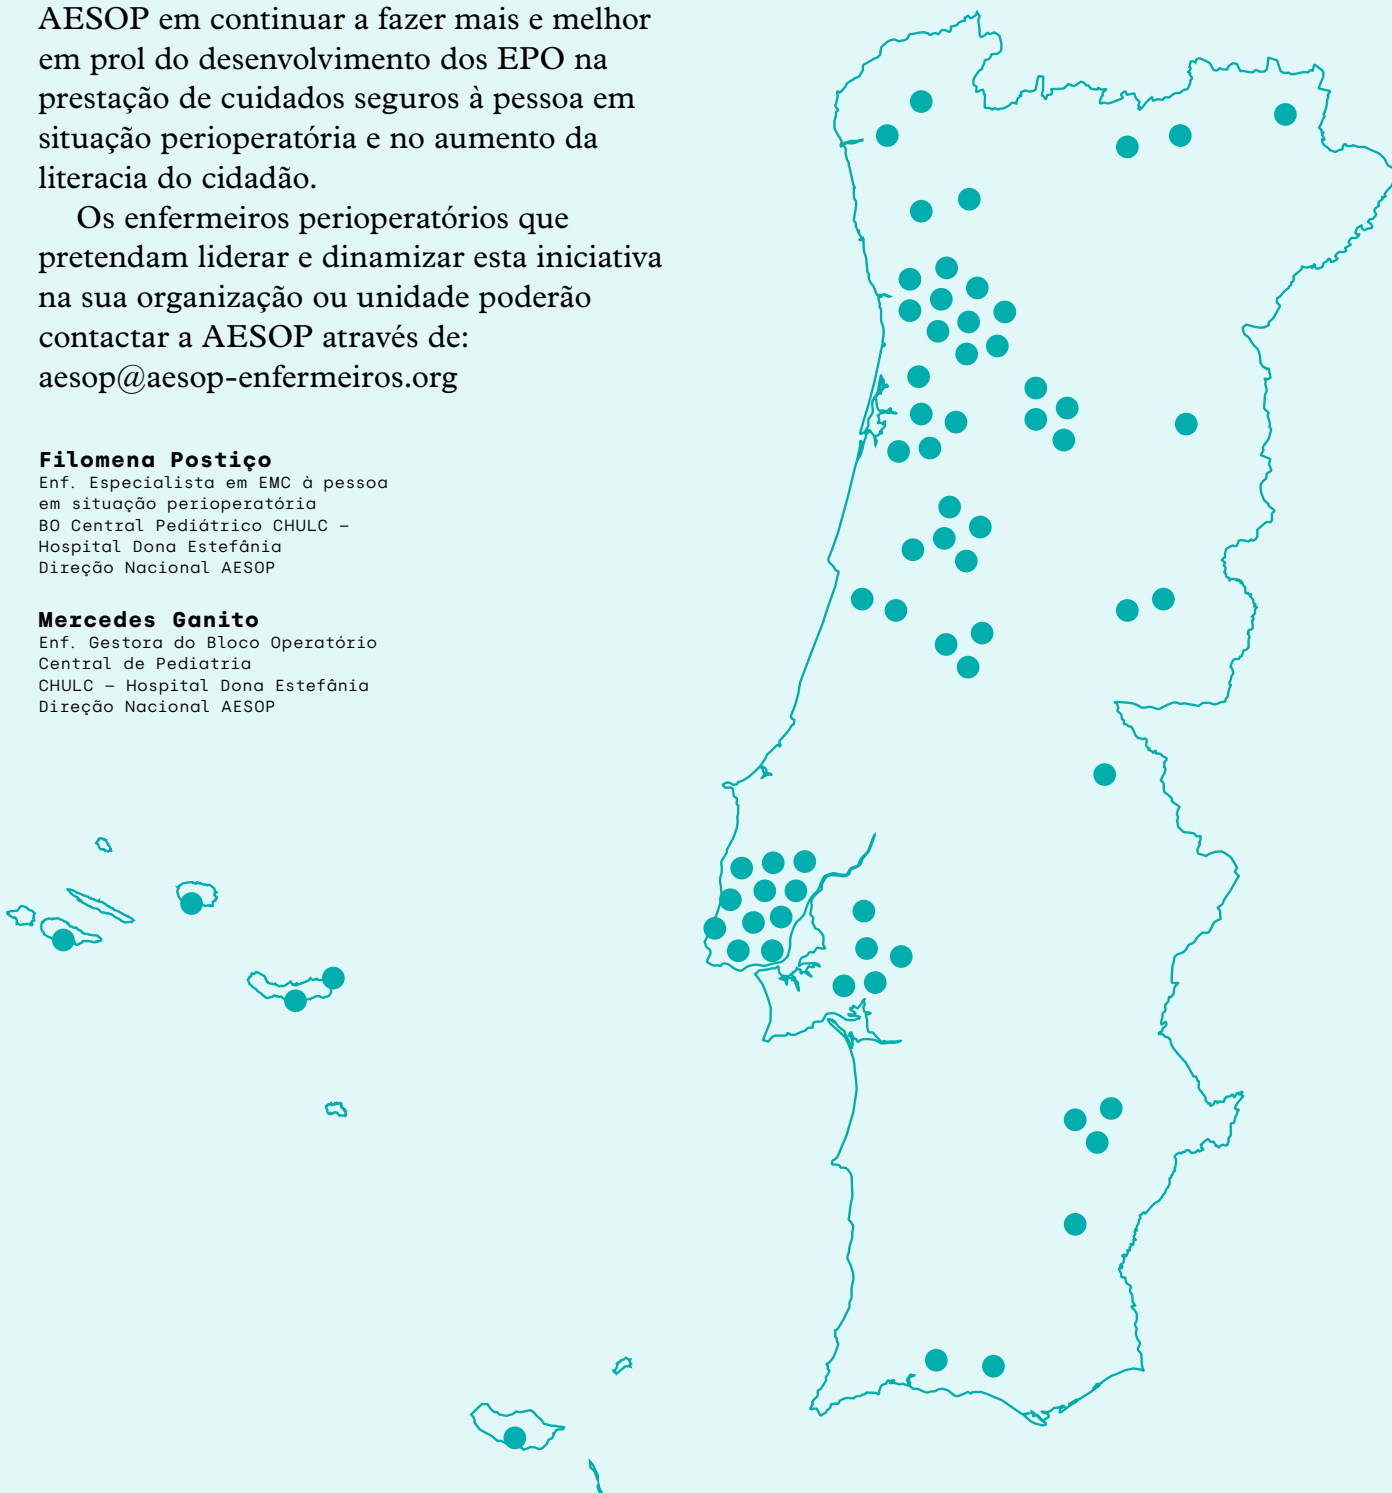 AESOP em continuar a fazer mais e melhor
em prol do desenvolvimento dos EPO na
prestação de cuidados seguros à pessoa em
situação perioperatória e no aumento da
literacia do cidadão.
Os enfermeiros perioperatórios que
pretendam liderar e dinamizar esta iniciativa
na sua organização ou unidade poderão
contactar a AESOP através de:
aesop@aesop-enfermeiros.org
Filomena Postiço
Enf. Especialista em EMC à pessoa
em situação perioperatória
BO Central Pediátrico CHULC –
Hospital Dona Estefânia
Direção Nacional AESOP
Mercedes Ganito
Enf. Gestora do Bloco Operatório
Central de Pediatria
CHULC – Hospital Dona Estefânia
Direção Nacional AESOP